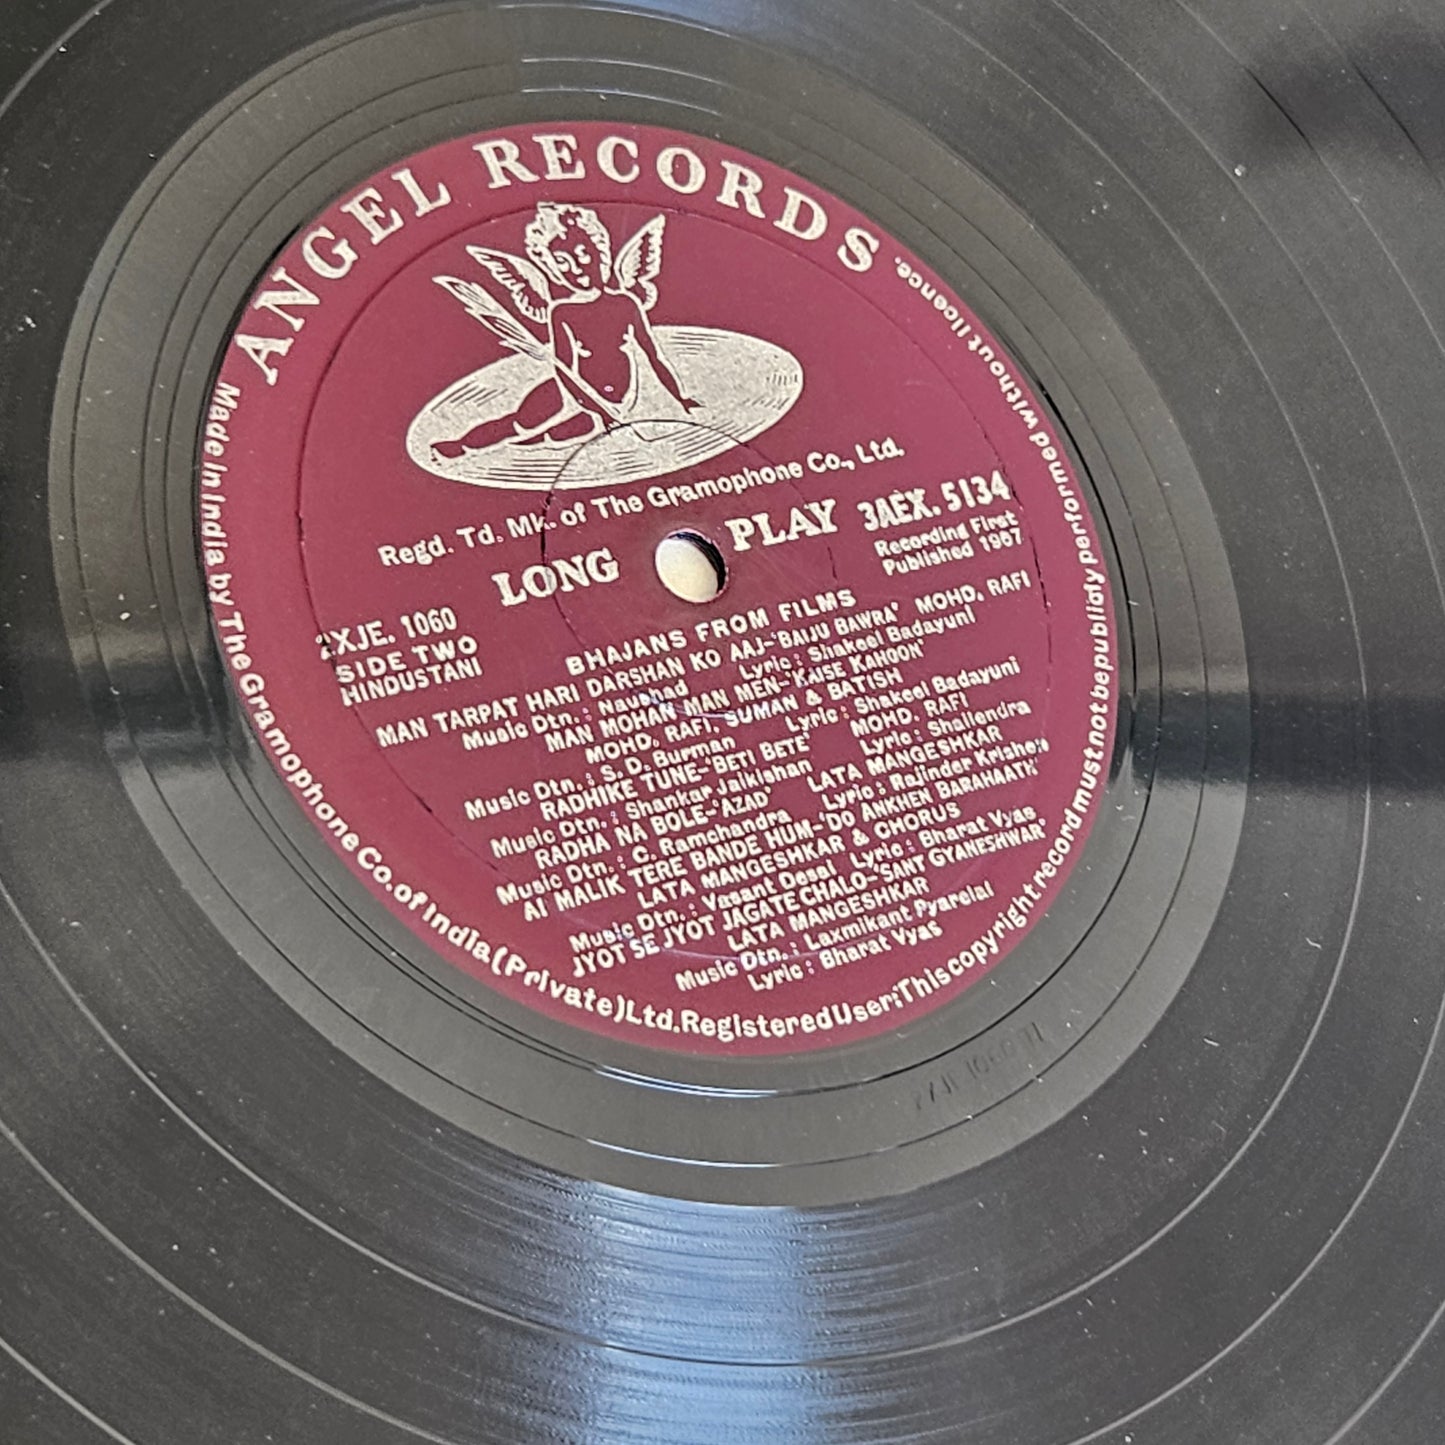 ANGEL RECORDS
Regd. Td. Mk. of The Gramophone Co., Ltd.
LONG PLAY
3AEX. 5134
Recording First
Published 1967
2XJE. 1060
SIDE TWO
HINDUSTANI
BHAJANS FROM FILMS
MAN TARPAT HARI DARSHAN KO AAJ-'BAIJU BAWRA' MOHD. RAFI
Music Dtn. : Naushad Lyric : Shakeel Badayuni
MAN MOHAN MAN MEN-'KAISE KAHOON'
MOHD. RAFI, SUMAN & BATISH
Music Dtn. : S. D. Burman Lyric : Shakeel Badayuni
RADHIKE TUNE-'BETI BETE' MOHD. RAFI
Music Dtn. : Shankar Jaikishan Lyric : Shailendra
RADHA NA BOLE-'AZAD' LATA MANGESHKAR
Music Dtn. : C. Ramchandra Lyric : Rajinder Krishen
AI MALIK TERE BANDE HUM-'DO ANKHEN BARAHAATH'
LATA MANGESHKAR & CHORUS
Music Dtn. : Vasant Desai Lyric : Bharat Vyas
JYOT SE JYOT JAGATE CHALO-'SANT GYANESHWAR'
LATA MANGESHKAR
Music Dtn. : Laxmikant Pyarelal
Lyric : Bharat Vyas
Made in India by The Gramophone Co. of India (Private) Ltd. Registered User: This copyright record must not be publicly performed without licence.